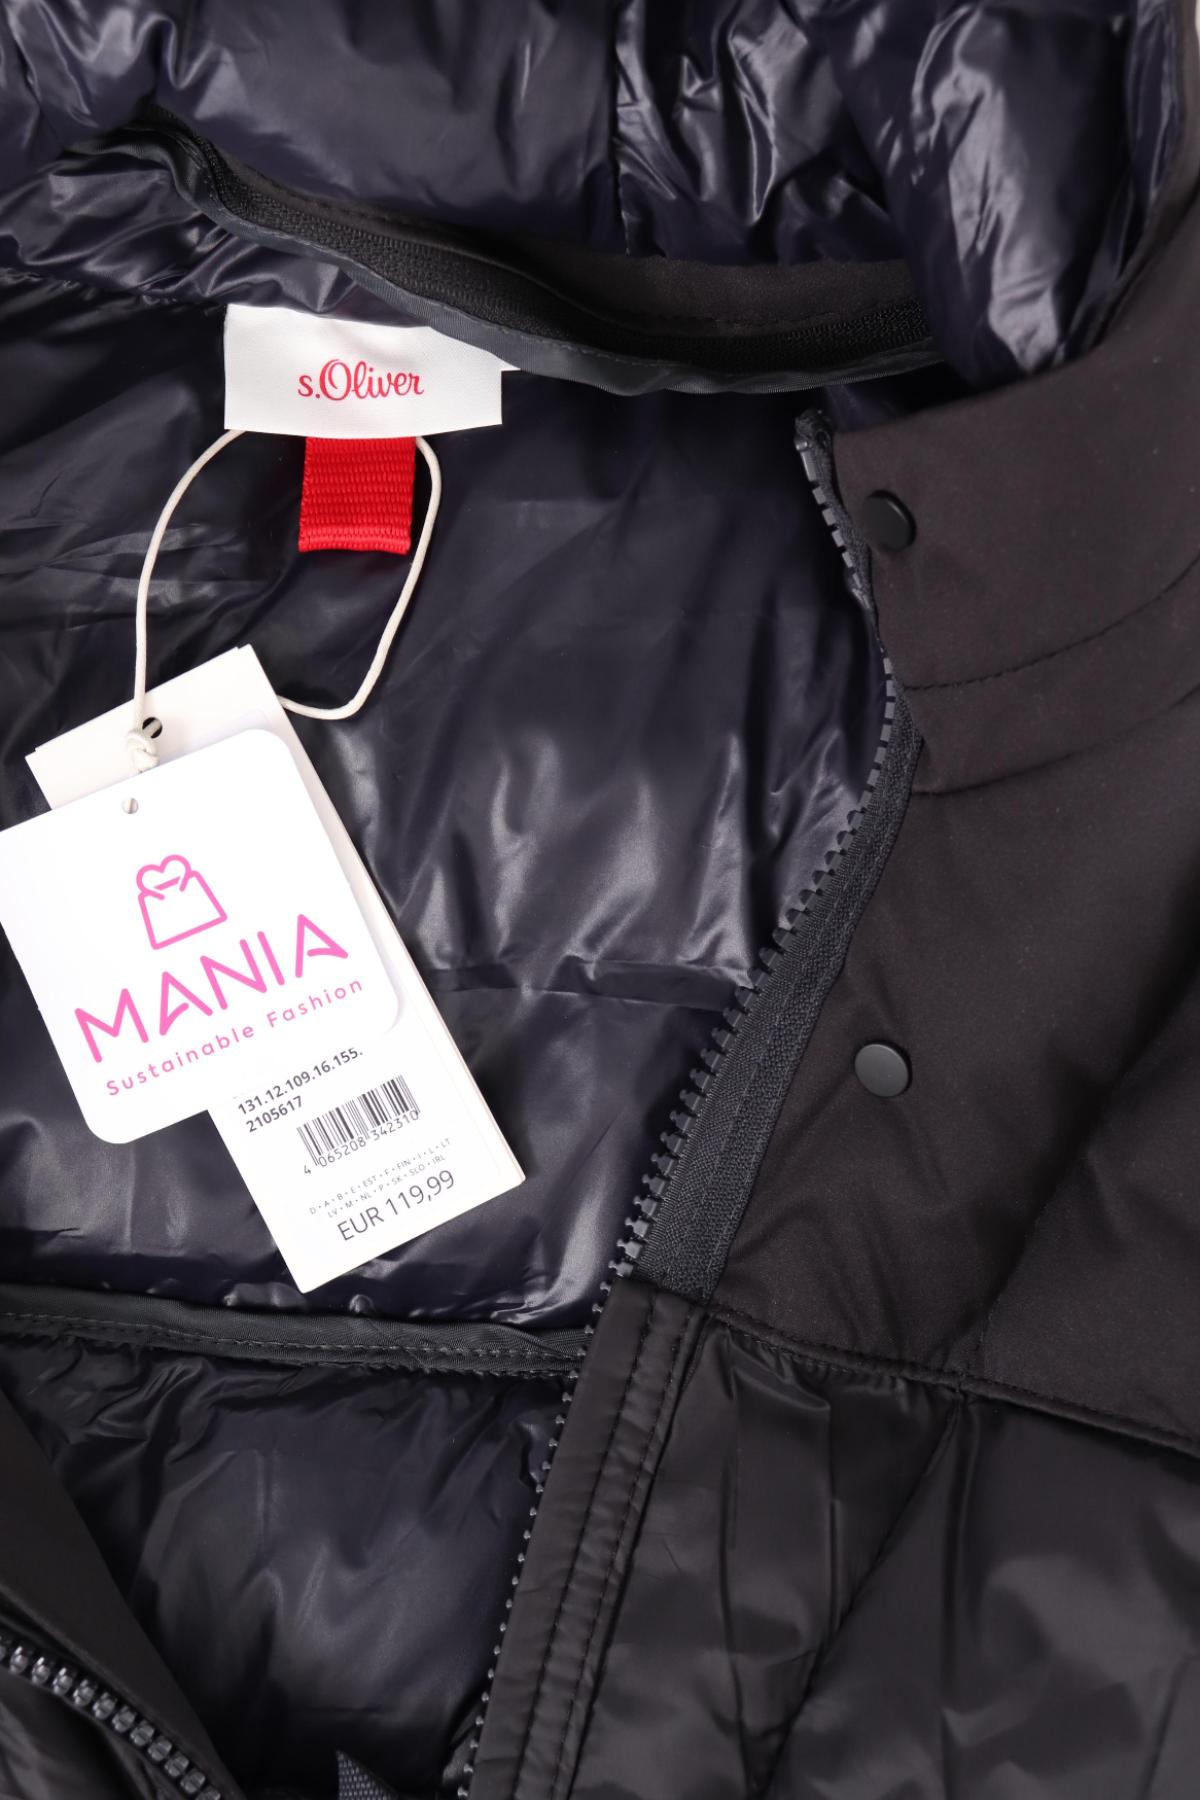 s.Oliver
MANIA
Sustainable Fashion
131.12.109.16.155.
2105617
4 065208 342310
D • A • B • E • EST • F • FIN • I • L • LT
LV • M • NL • P • SK • SLO • IRL
EUR 119,99